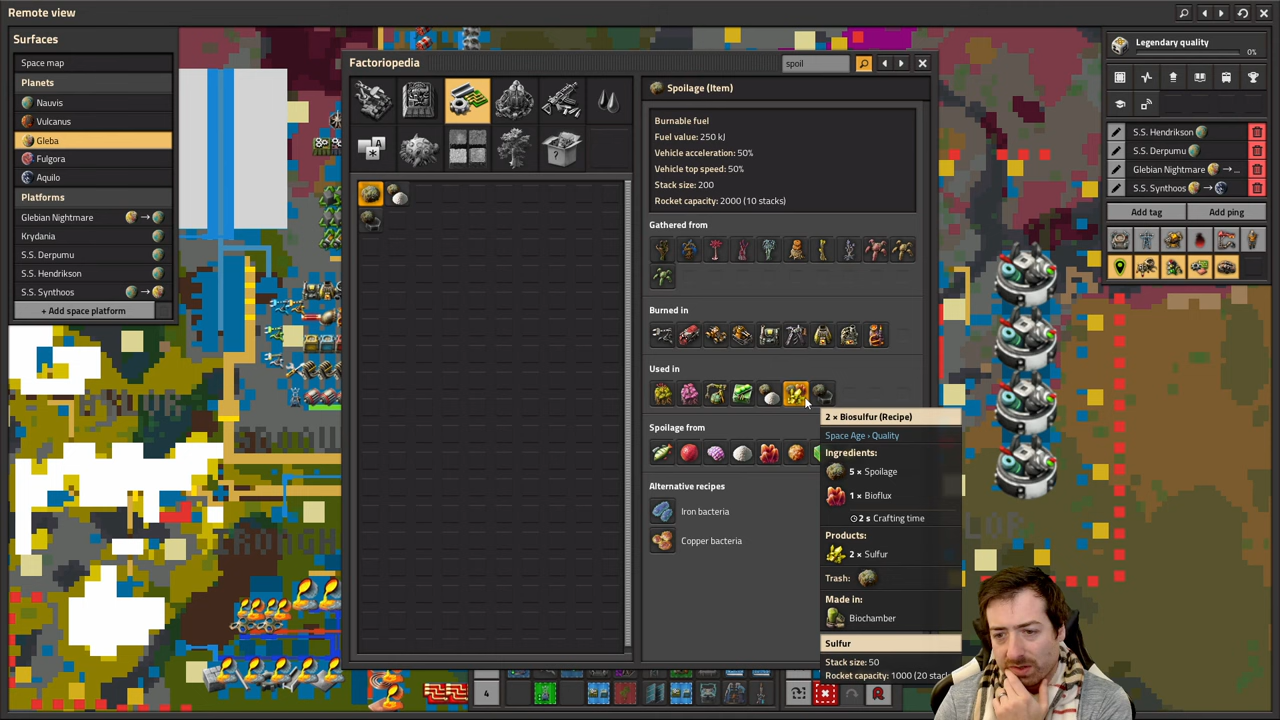 Remote view
Surfaces
Space map
Planets
Nauvis
Vulcanus
Gleba
Fulgora
Aquilo
Platforms
Glebian Nightmare
Krydania
S.S. Derpumu
S.S. Hendrikson
S.S. Synthoos
+ Add space platform
Factoriopedia
spoil
Spoilage (Item)
Burnable fuel
Fuel value: 250 kJ
Vehicle acceleration: 50%
Vehicle top speed: 50%
Stack size: 200
Rocket capacity: 2000 (10 stacks)
Gathered from
Burned in
Used in
Spoilage from
Alternative recipes
Iron bacteria
Copper bacteria
2 × Biosulfur (Recipe)
Space Age › Quality
Ingredients:
5 × Spoilage
1 × Bioflux
2 s Crafting time
Products:
2 × Sulfur
Trash:
Made in:
Biochamber
Sulfur
Stack size: 50
Rocket capacity: 1000 (20 stack
Legendary quality
0%
S.S. Hendrikson
S.S. Derpumu
Glebian Nightmare → ...
S.S. Synthoos
Add tag
Add ping
4